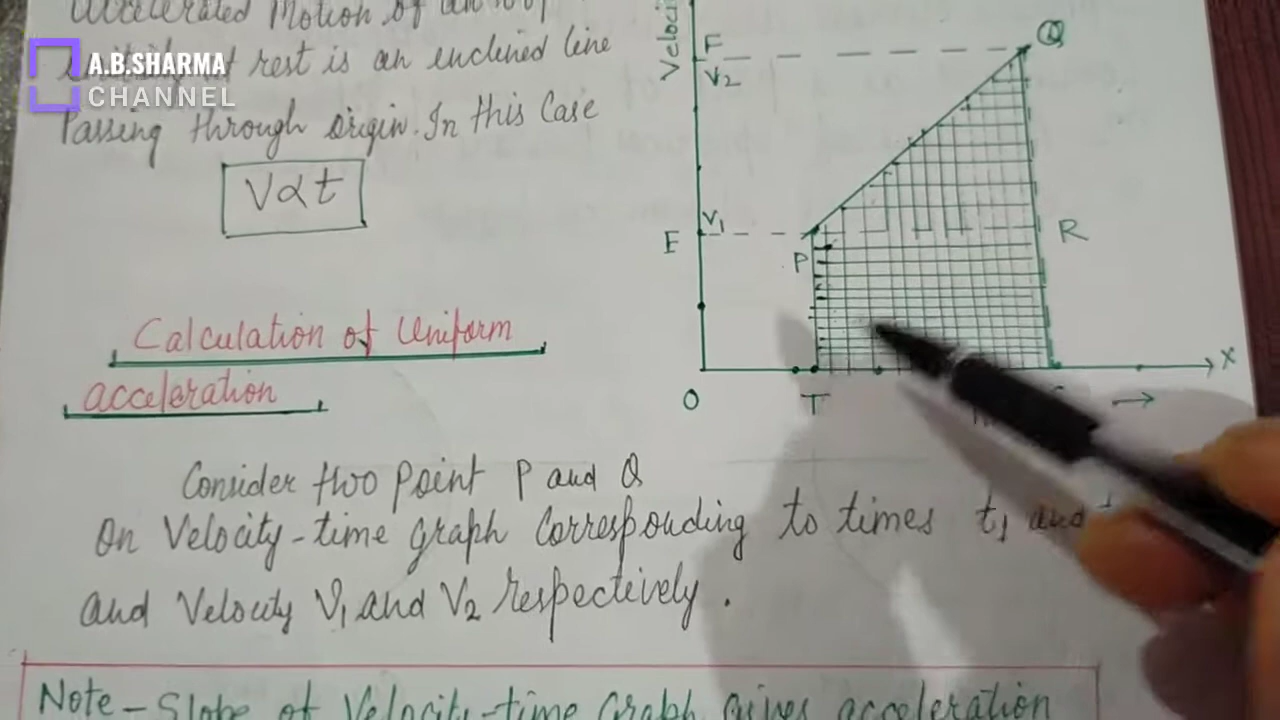 accelerated Motion of an
A.B.SHARMA
CHANNEL
at rest is an inclined line
Passing through origin. In this Case
V∝t
Calculation of Uniform
acceleration
Consider two point P and Q
On Velocity-time graph Corresponding to times t₁ and
and Velocity V₁ and V₂ respectively.
Note - Slope of Velocity-time graph gives acceleration
F
V₂
Q
V₁
E
P
R
X
O
T